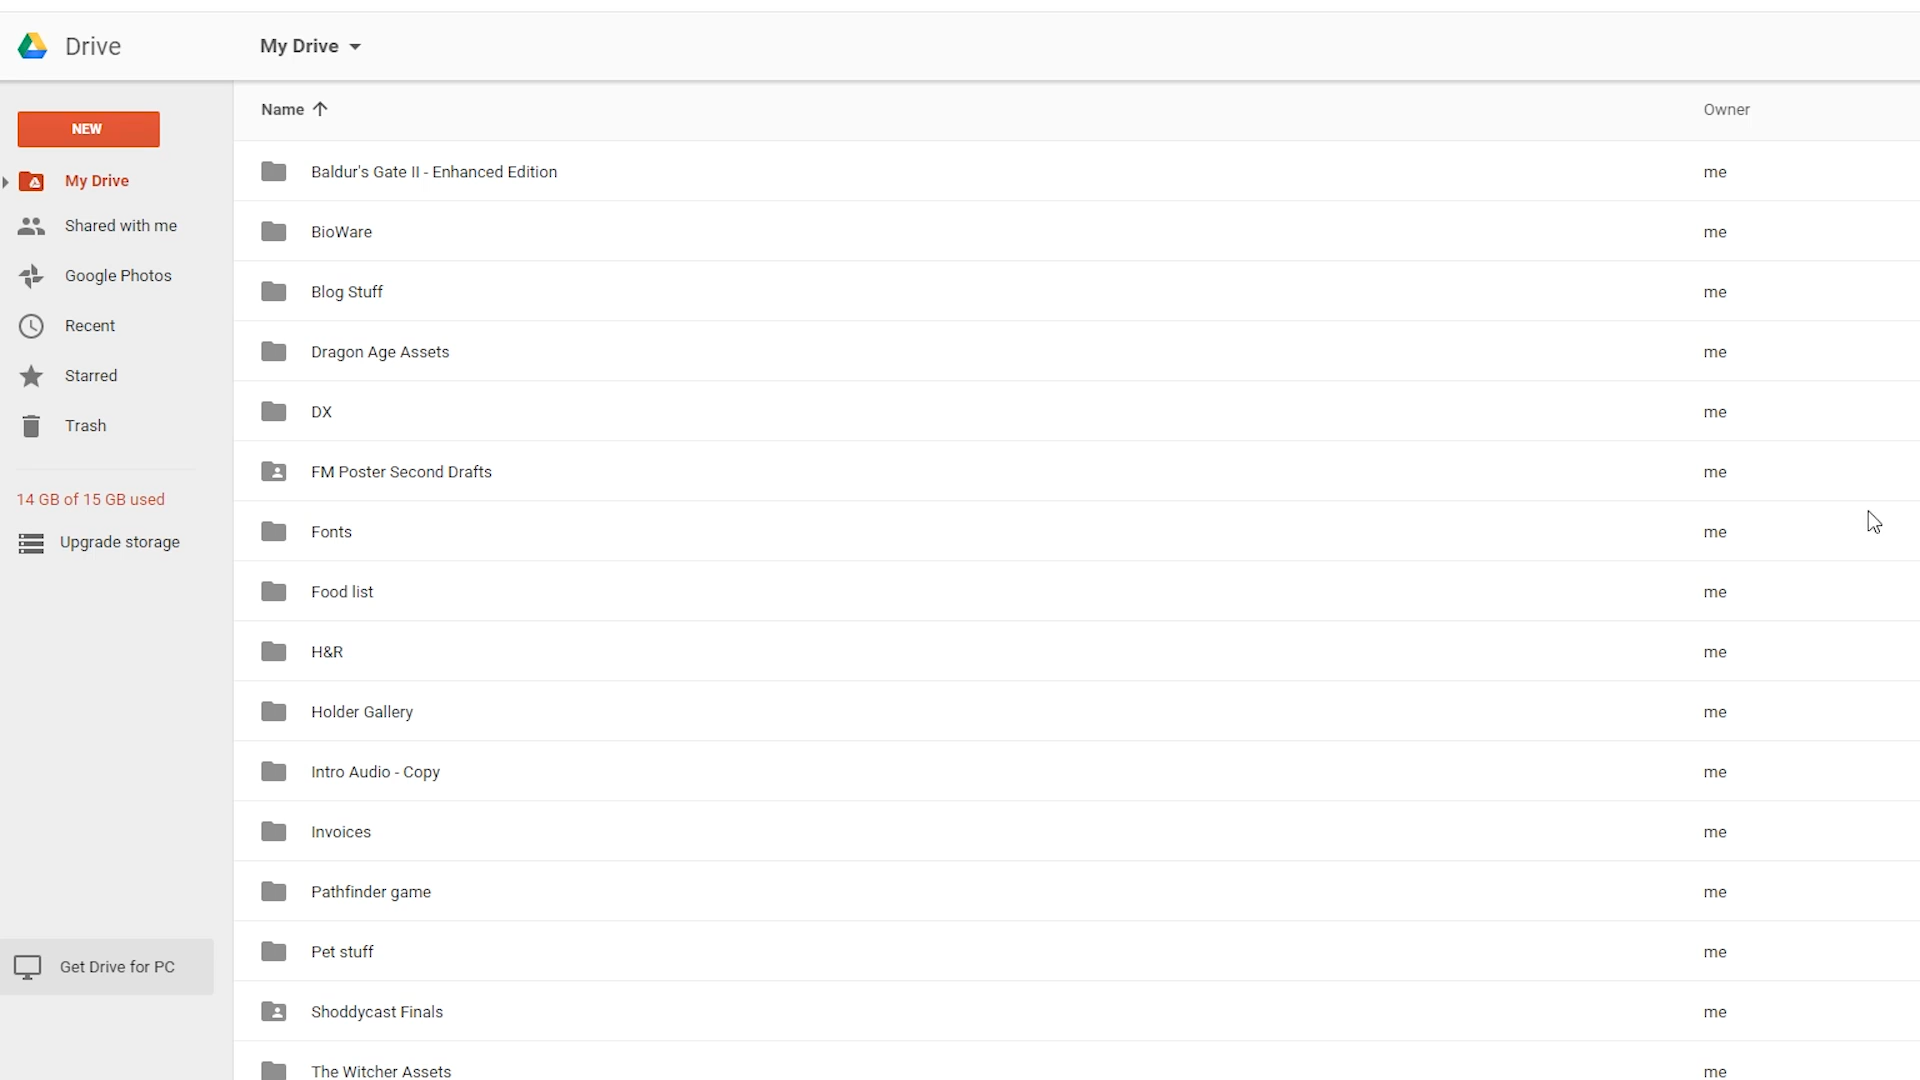 Drive
My Drive
Name
Owner
NEW
My Drive
Shared with me
Google Photos
Recent
Starred
Trash
14 GB of 15 GB used
Upgrade storage
Get Drive for PC
Baldur's Gate II - Enhanced Edition me
BioWare me
Blog Stuff me
Dragon Age Assets me
DX me
FM Poster Second Drafts me
Fonts me
Food list me
H&R me
Holder Gallery me
Intro Audio - Copy me
Invoices me
Pathfinder game me
Pet stuff me
Shoddycast Finals me
The Witcher Assets me